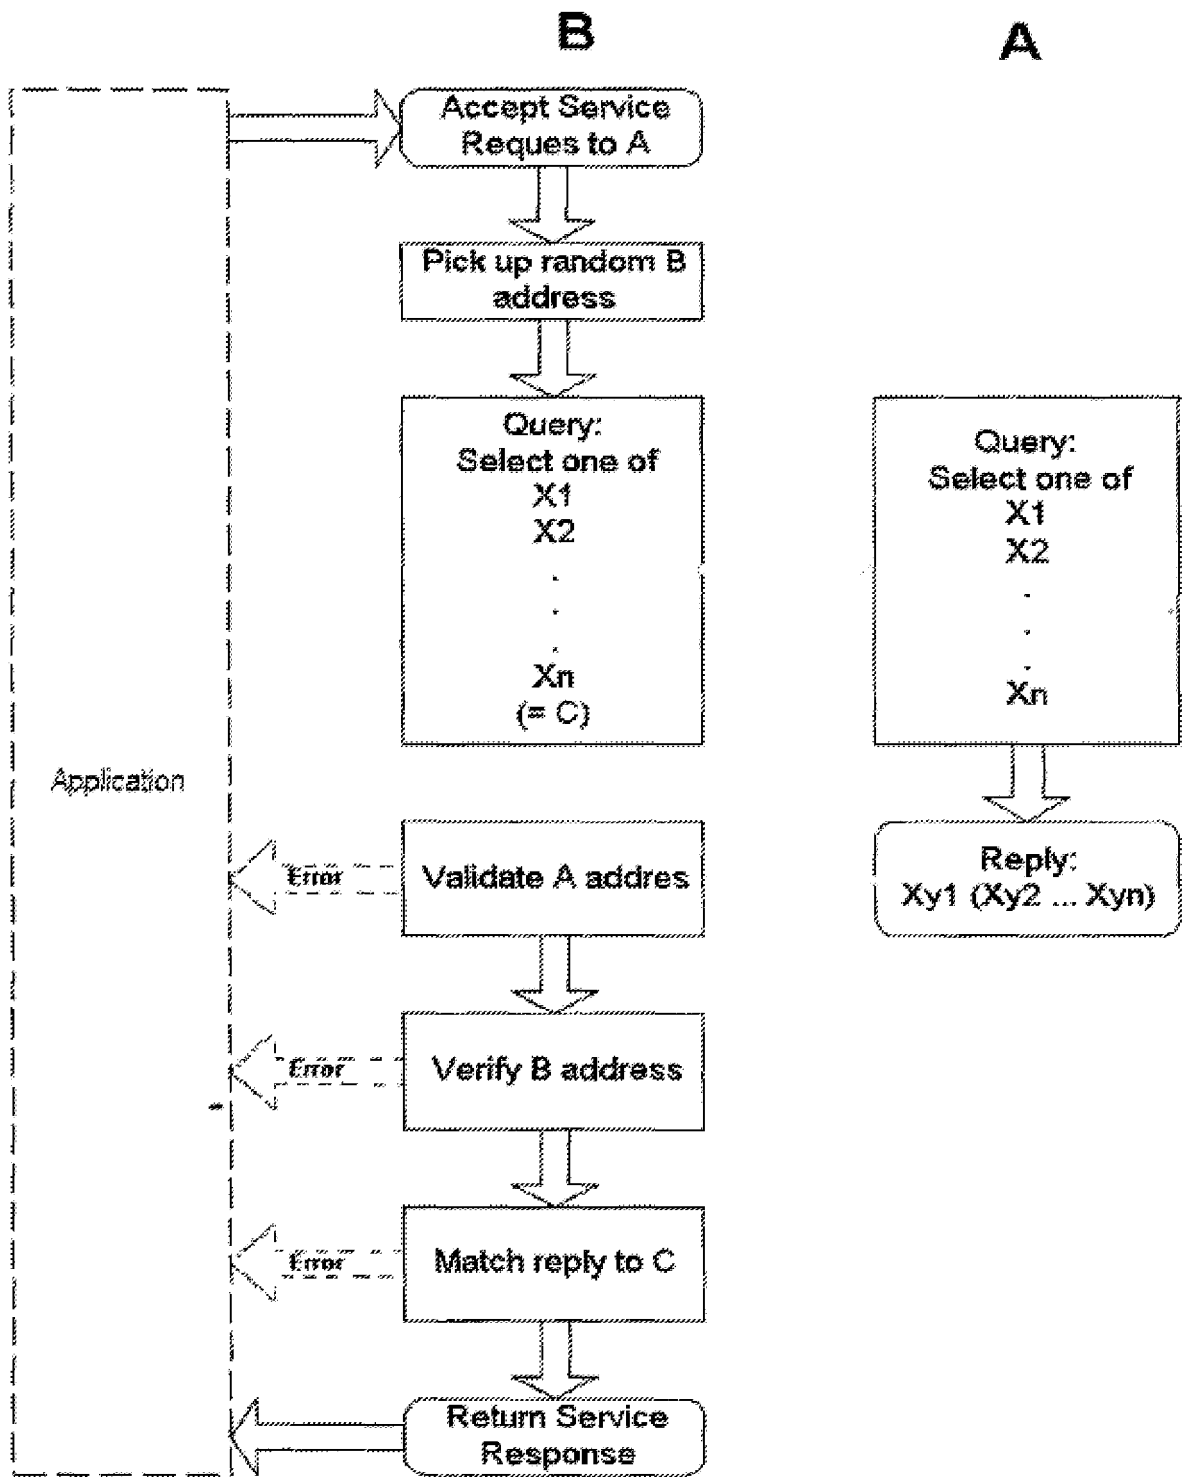 B
A
Accept Service
Reques to A
Pick up random B
address
Query:
Select one of
X1
X2
.
.
.
Xn
(= C)
Query:
Select one of
X1
X2
.
.
.
Xn
Application
Error
Validate A addres
Reply:
Xy1 (Xy2 ... Xyn)
Error
Verify B address
Error
Match reply to C
Return Service
Response